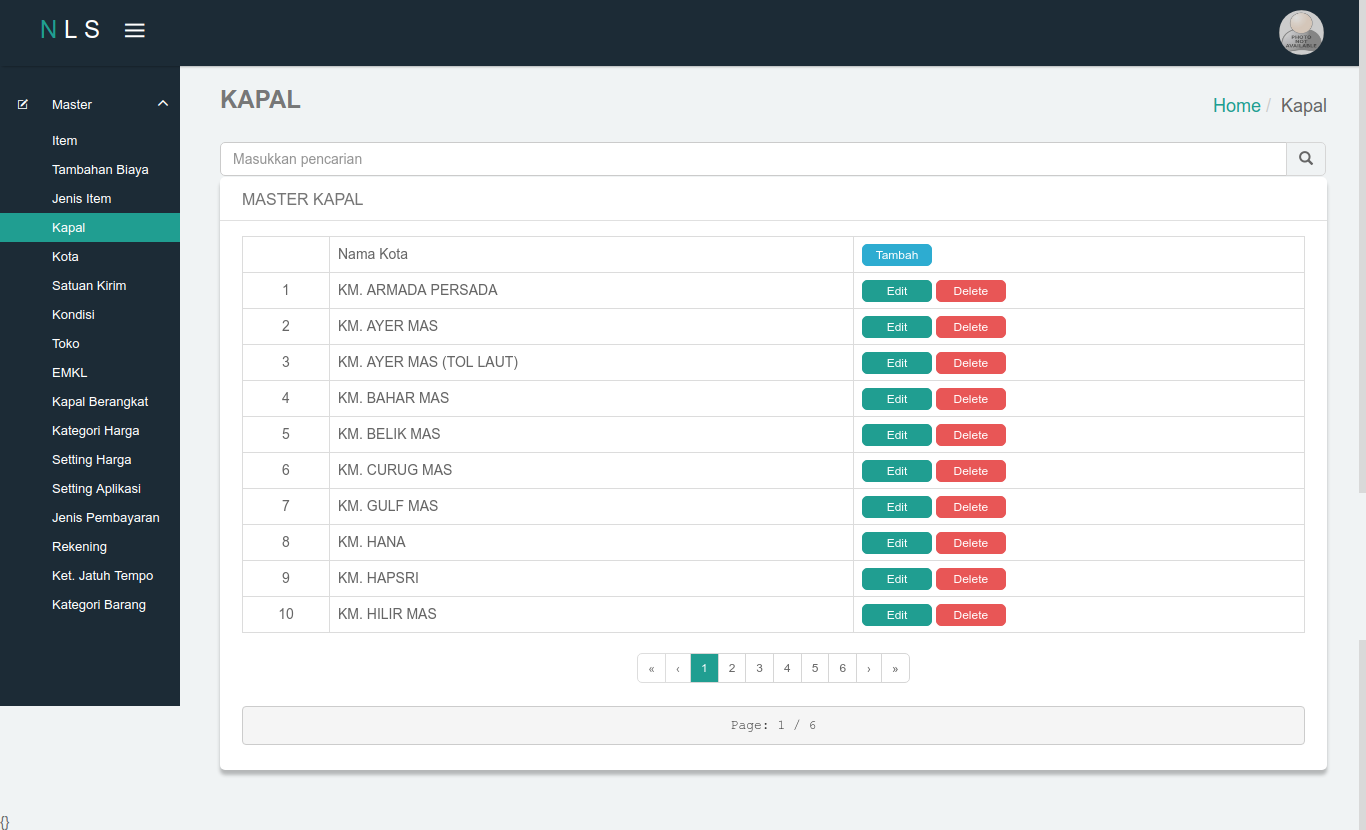 NLS
PHOTO
NOT
AVAILABLE
Master
Item
Tambahan Biaya
Jenis Item
Kapal
Kota
Satuan Kirim
Kondisi
Toko
EMKL
Kapal Berangkat
Kategori Harga
Setting Harga
Setting Aplikasi
Jenis Pembayaran
Rekening
Ket. Jatuh Tempo
Kategori Barang
KAPAL
Home / Kapal
Masukkan pencarian
MASTER KAPAL
Nama Kota Tambah
1 KM. ARMADA PERSADA Edit Delete
2 KM. AYER MAS Edit Delete
3 KM. AYER MAS (TOL LAUT) Edit Delete
4 KM. BAHAR MAS Edit Delete
5 KM. BELIK MAS Edit Delete
6 KM. CURUG MAS Edit Delete
7 KM. GULF MAS Edit Delete
8 KM. HANA Edit Delete
9 KM. HAPSRI Edit Delete
10 KM. HILIR MAS Edit Delete
« ‹ 1 2 3 4 5 6 › »
Page: 1 / 6
{}